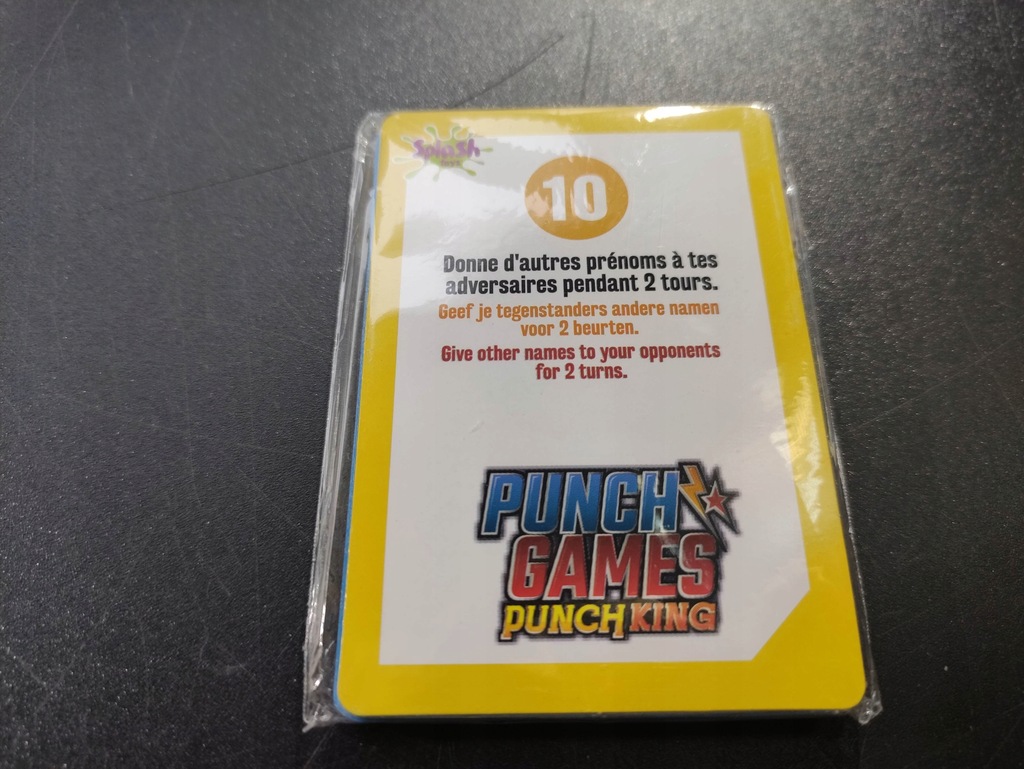 Splash
10
Donne d'autres prénoms à tes
adversaires pendant 2 tours.
Geef je tegenstanders andere namen
voor 2 beurten.
Give other names to your opponents
for 2 turns.
PUNCH
GAMES
PUNCH KING